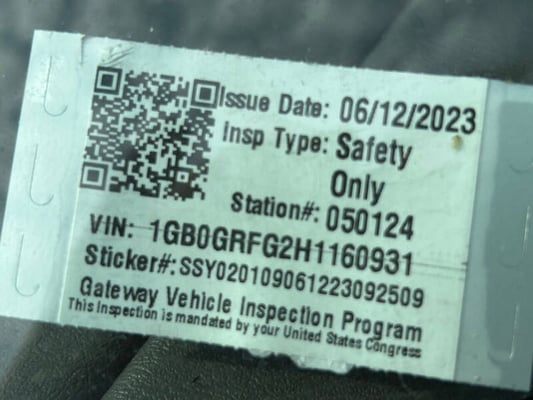 Issue Date: 06/12/2023
Insp Type: Safety
Only
Station#: 050124
VIN: 1GB0GRFG2H1160931
Sticker#: SSY020109061223092509
Gateway Vehicle Inspection Program
This Inspection is mandated by your United States Congress